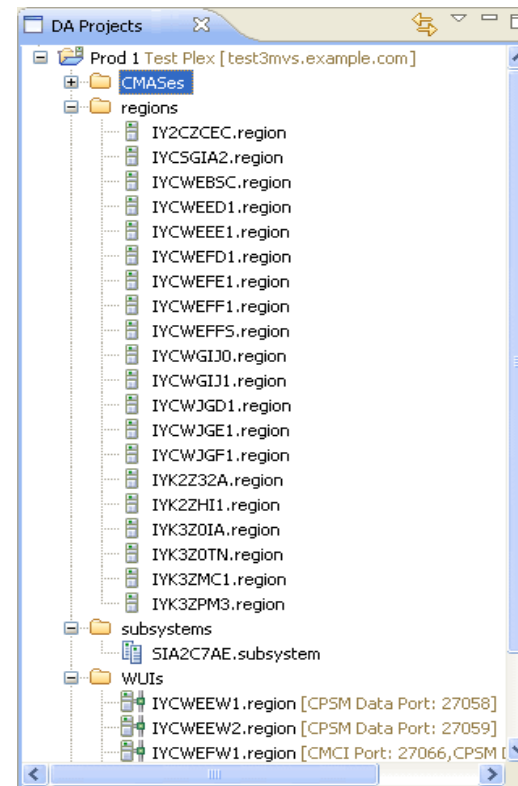 DA Projects
Prod 1 Test Plex [test3mvs.example.com]
CMASes
regions
IY2CZCEC.region
IYCSGIA2.region
IYCWEBSC.region
IYCWEED1.region
IYCWEEE1.region
IYCWEFD1.region
IYCWEFE1.region
IYCWEFF1.region
IYCWEFFS.region
IYCWGIJ0.region
IYCWGIJ1.region
IYCWJGD1.region
IYCWJGE1.region
IYCWJGF1.region
IYK2Z32A.region
IYK2ZHI1.region
IYK3Z0IA.region
IYK3Z0TN.region
IYK3ZMC1.region
IYK3ZPM3.region
subsystems
SIA2C7AE.subsystem
WUIs
IYCWEEW1.region [CPSM Data Port: 27058]
IYCWEEW2.region [CPSM Data Port: 27059]
IYCWEFW1.region [CMCI Port: 27066,CPSM